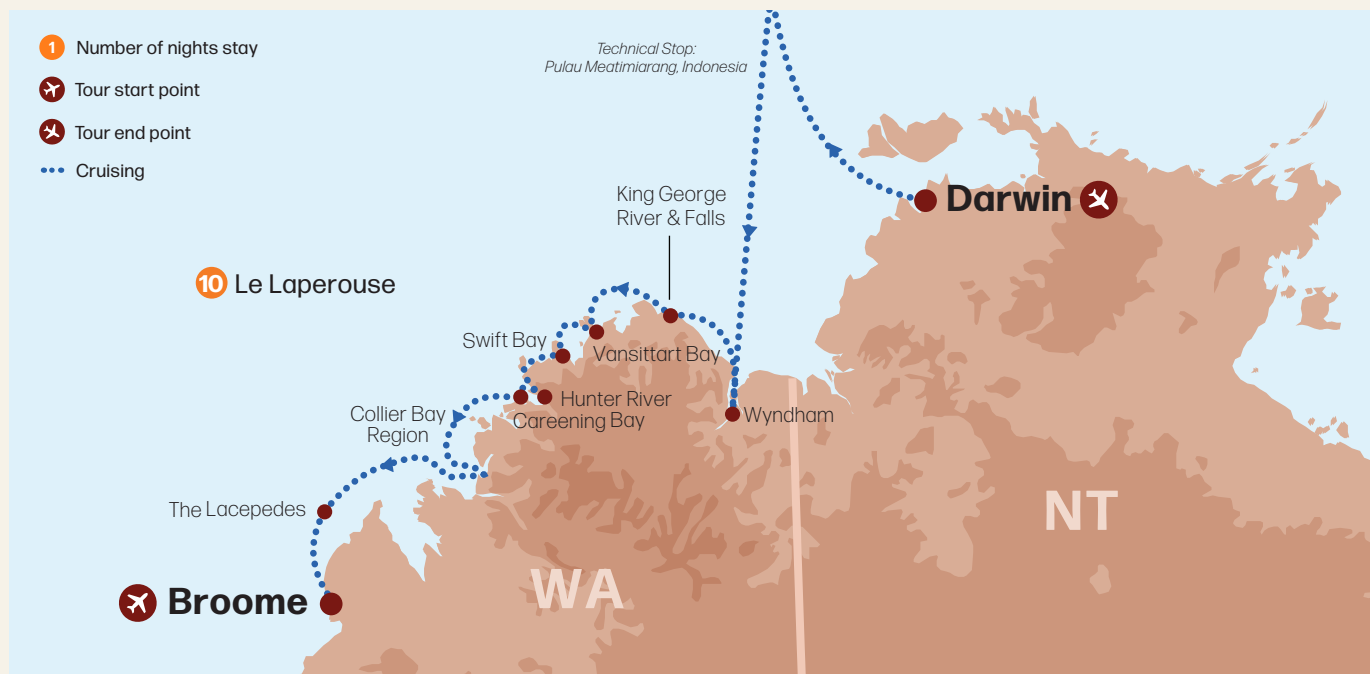 1 Number of nights stay
Tour start point
Tour end point
Cruising
Technical Stop:
Pulau Meatimiarang, Indonesia
King George
River & Falls
Darwin
10 Le Laperouse
Swift Bay
Vansittart Bay
Hunter River
Careening Bay
Wyndham
Collier Bay
Region
The Lacepedes
NT
WA
Broome